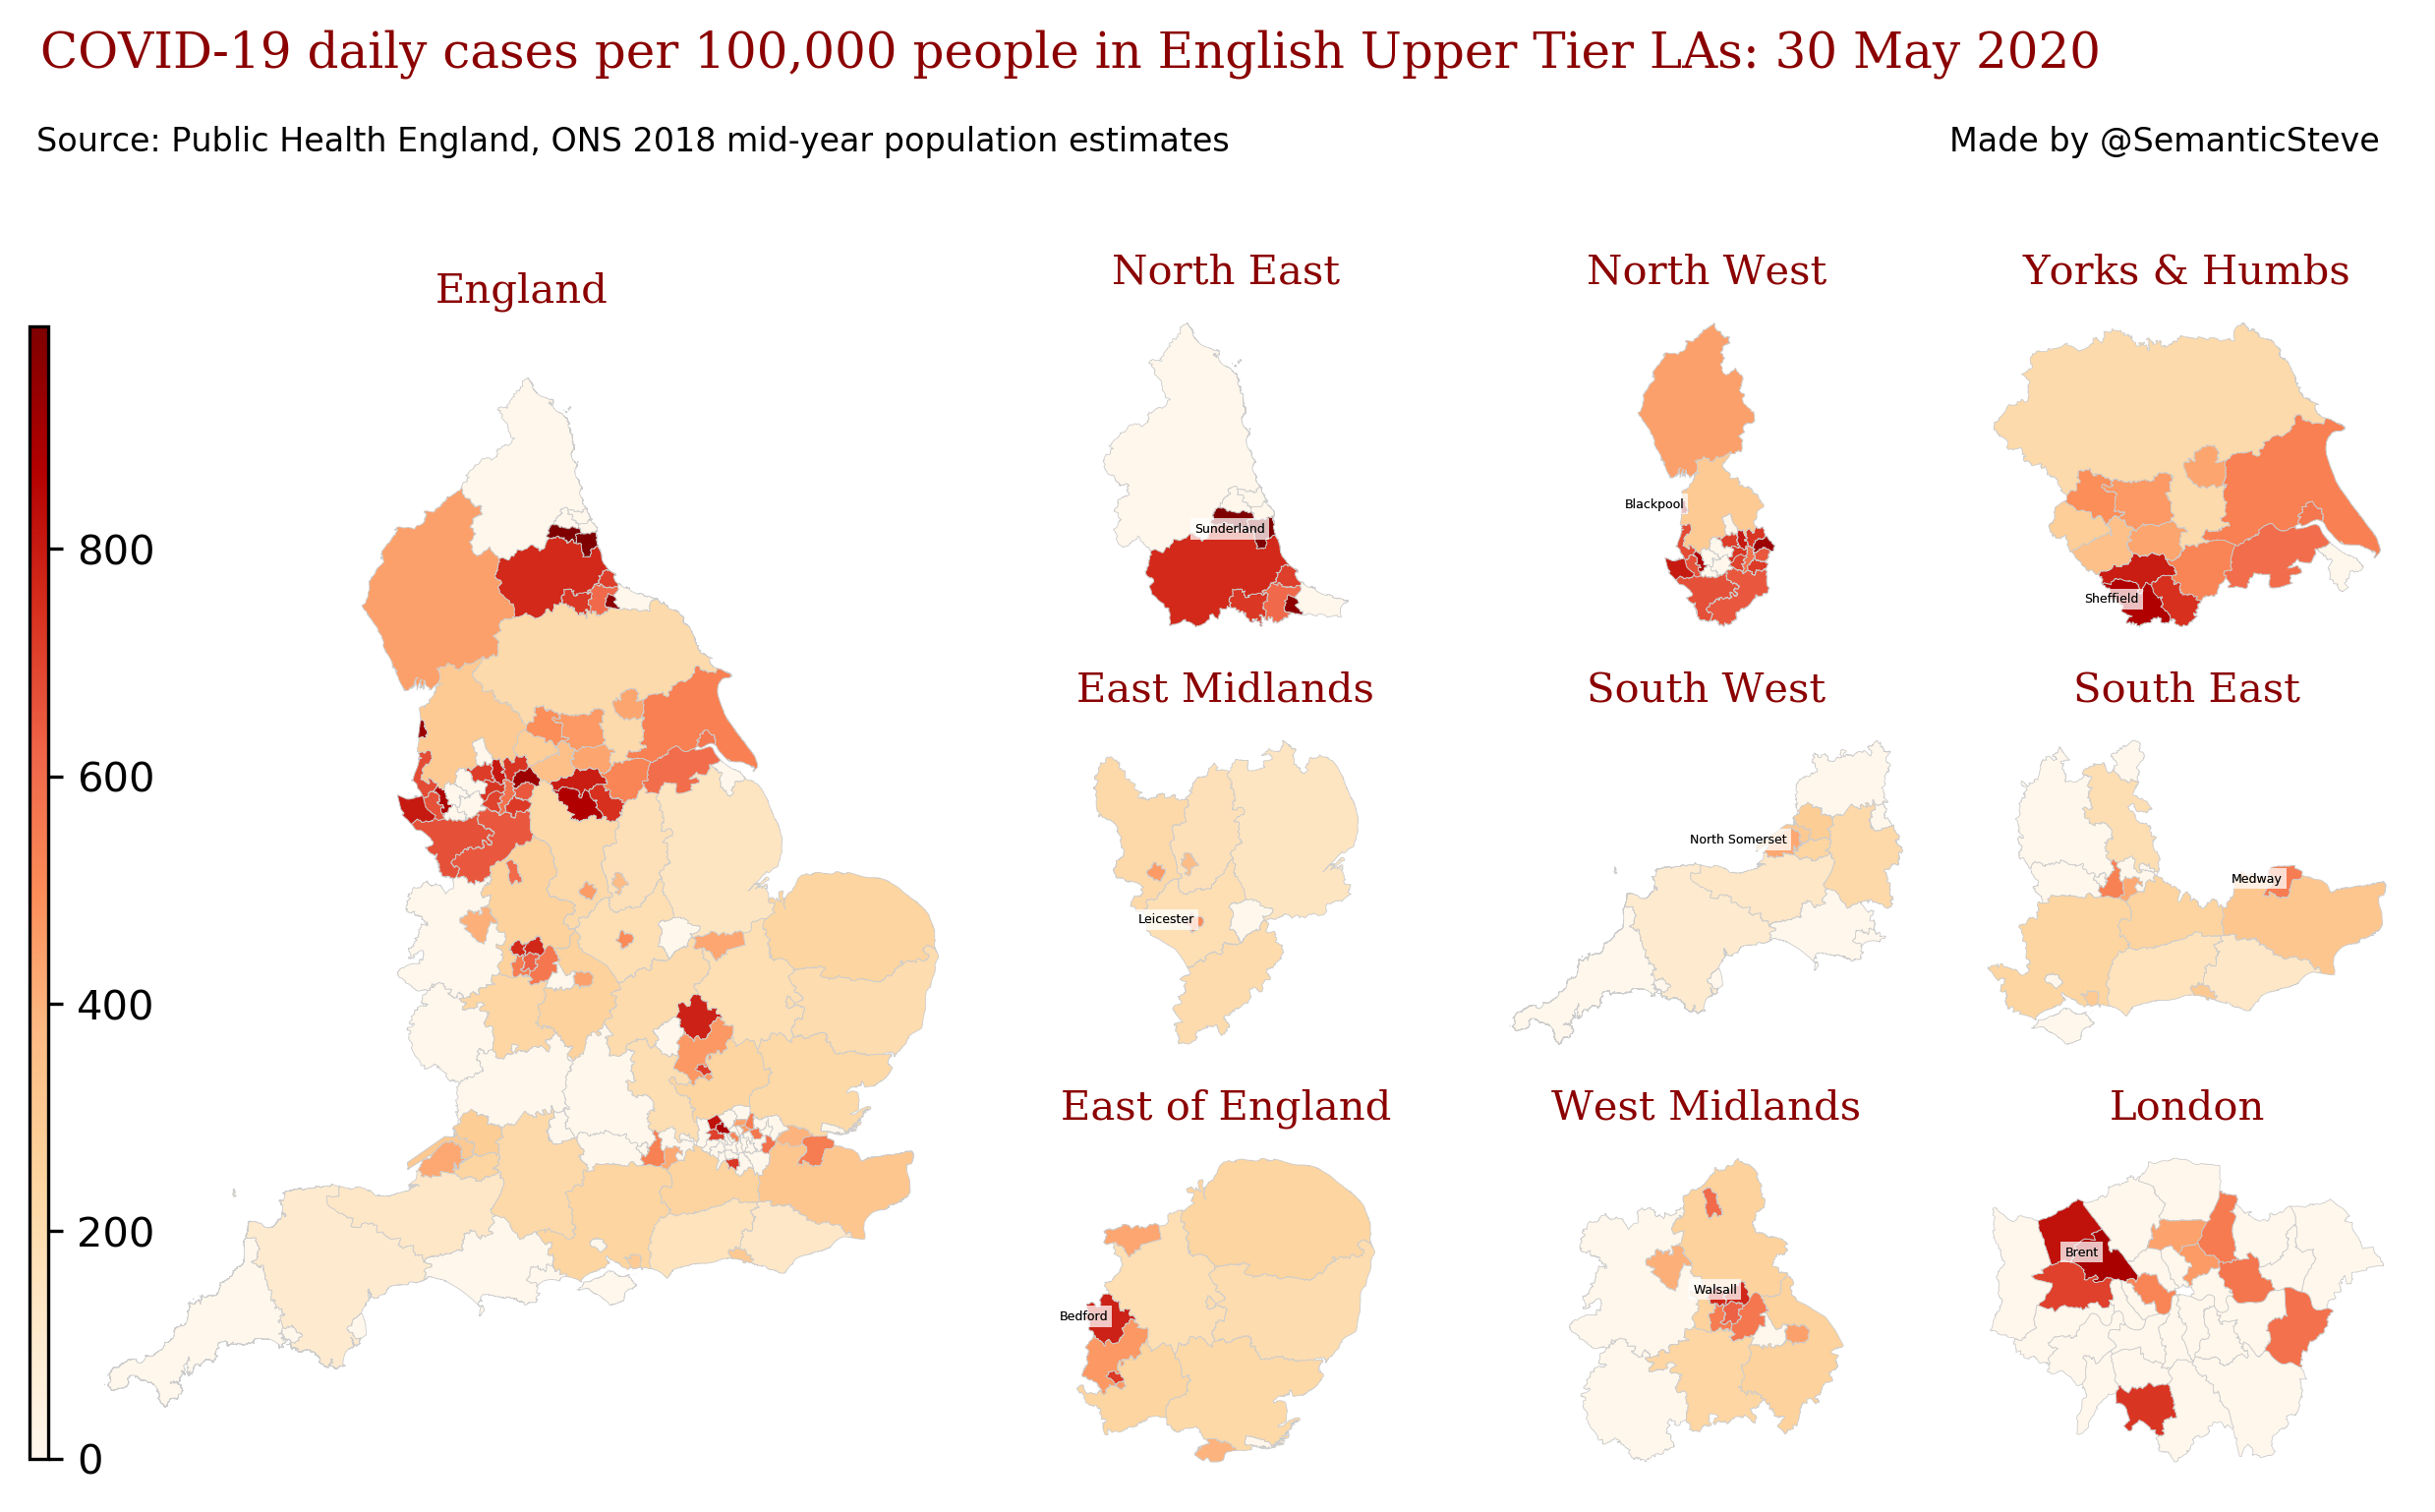 COVID-19 daily cases per 100,000 people in English Upper Tier LAs: 30 May 2020
Source: Public Health England, ONS 2018 mid-year population estimates
Made by @SemanticSteve
England
800
600
400
200
0
North East
Sunderland
North West
Blackpool
Yorks & Humbs
Sheffield
East Midlands
Leicester
South West
North Somerset
South East
Medway
East of England
Bedford
West Midlands
Walsall
London
Brent